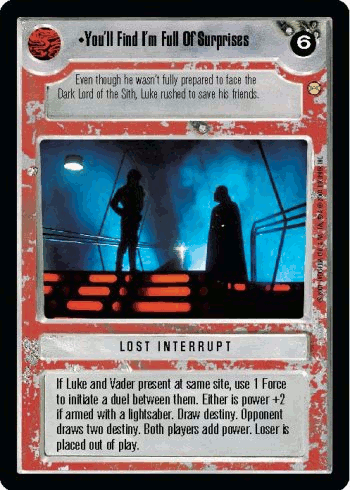 •You'll Find I'm Full Of Surprises
6
Even though he wasn't fully prepared to face the
Dark Lord of the Sith, Luke rushed to save his friends.
LOST INTERRUPT
If Luke and Vader present at same site, use 1 Force
to initiate a duel between them. Either is power +2
if armed with a lightsaber. Draw destiny. Opponent
draws two destiny. Both players add power. Loser is
placed out of play.